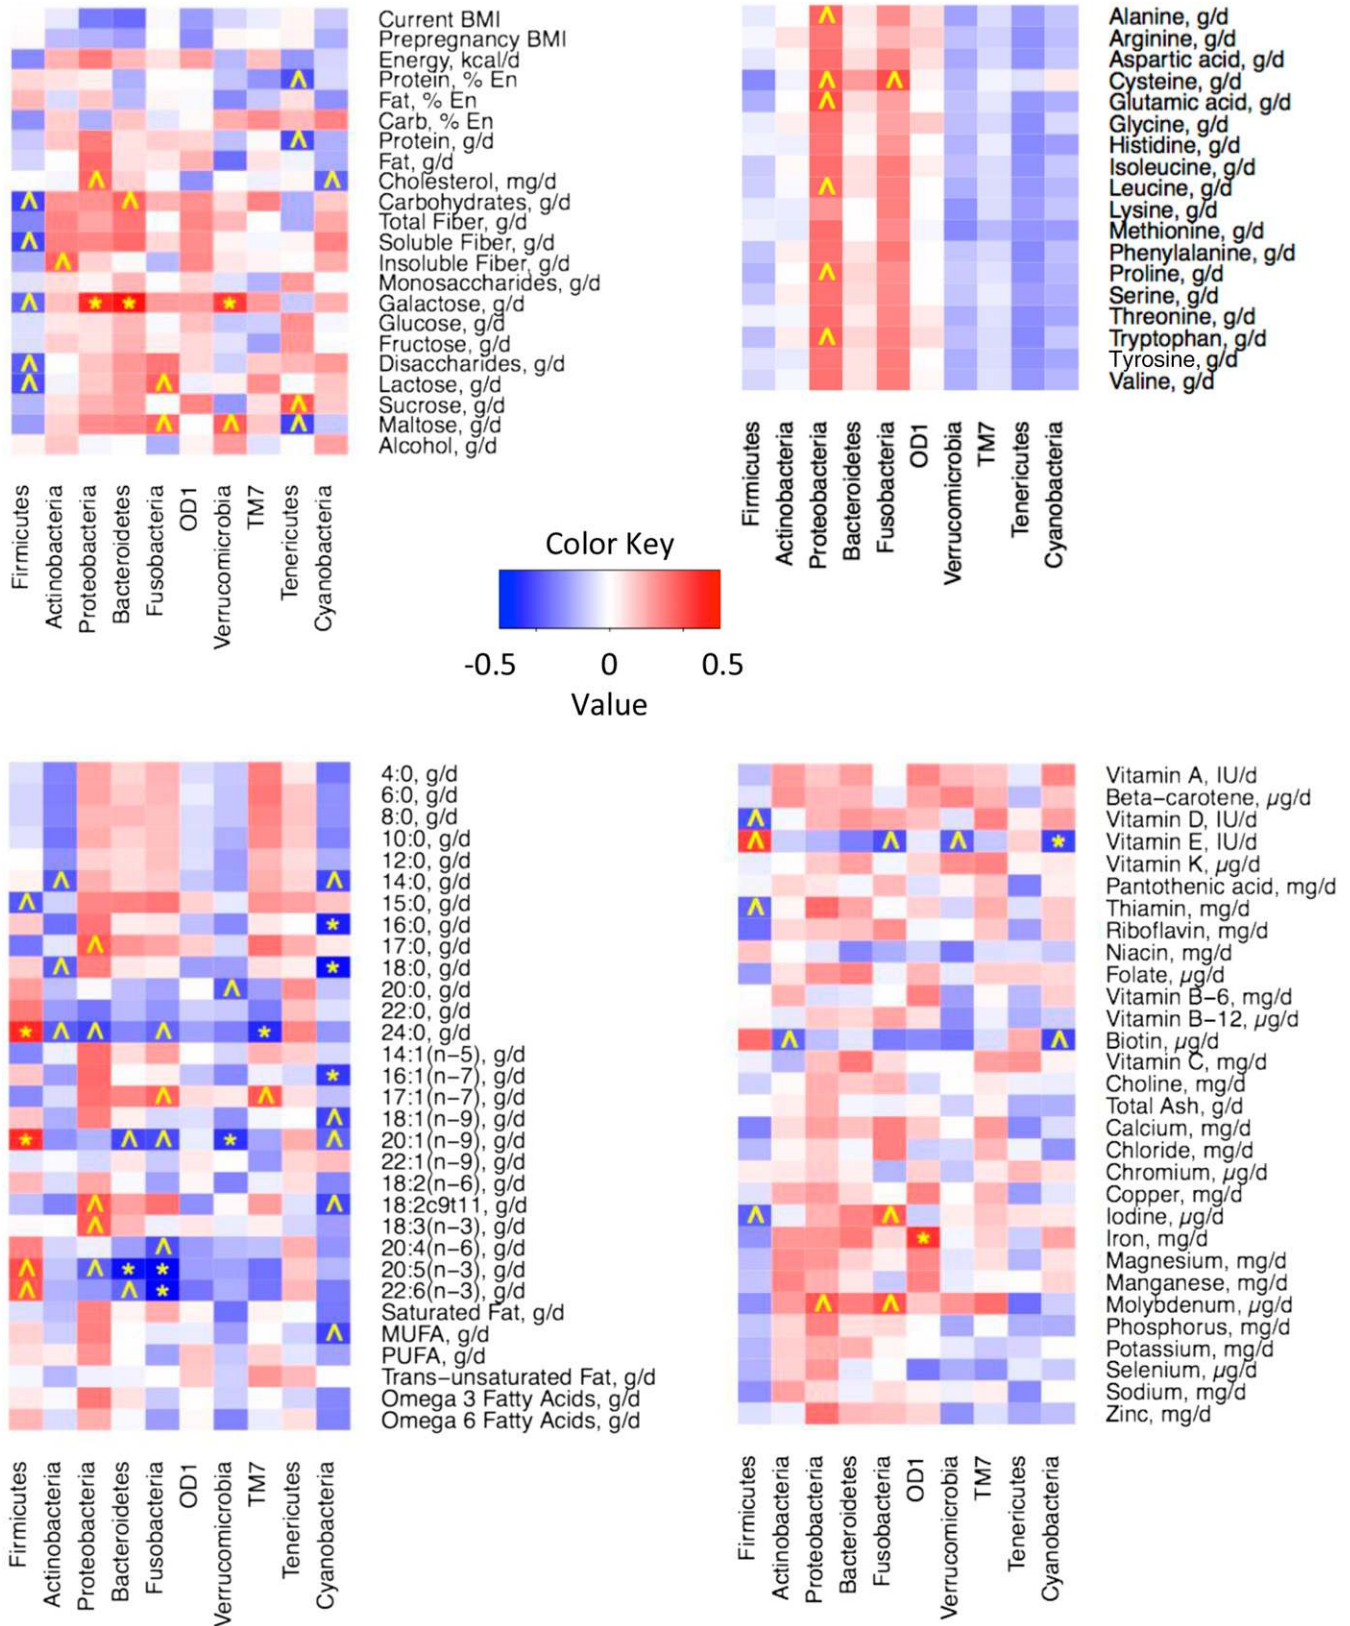 Current BMI
Prepregnancy BMI
Energy, kcal/d
Protein, % En
Fat, % En
Carb, % En
Protein, g/d
Fat, g/d
Cholesterol, mg/d
Carbohydrates, g/d
Total Fiber, g/d
Soluble Fiber, g/d
Insoluble Fiber, g/d
Monosaccharides, g/d
Galactose, g/d
Glucose, g/d
Fructose, g/d
Disaccharides, g/d
Lactose, g/d
Sucrose, g/d
Maltose, g/d
Alcohol, g/d
Firmicutes
Actinobacteria
Proteobacteria
Bacteroidetes
Fusobacteria
OD1
Verrucomicrobia
TM7
Tenericutes
Cyanobacteria
Alanine, g/d
Arginine, g/d
Aspartic acid, g/d
Cysteine, g/d
Glutamic acid, g/d
Glycine, g/d
Histidine, g/d
Isoleucine, g/d
Leucine, g/d
Lysine, g/d
Methionine, g/d
Phenylalanine, g/d
Proline, g/d
Serine, g/d
Threonine, g/d
Tryptophan, g/d
Tyrosine, g/d
Valine, g/d
Firmicutes
Actinobacteria
Proteobacteria
Bacteroidetes
Fusobacteria
OD1
Verrucomicrobia
TM7
Tenericutes
Cyanobacteria
Color Key
-0.5 0 0.5
Value
4:0, g/d
6:0, g/d
8:0, g/d
10:0, g/d
12:0, g/d
14:0, g/d
15:0, g/d
16:0, g/d
17:0, g/d
18:0, g/d
20:0, g/d
22:0, g/d
24:0, g/d
14:1(n−5), g/d
16:1(n−7), g/d
17:1(n−7), g/d
18:1(n−9), g/d
20:1(n−9), g/d
22:1(n−9), g/d
18:2(n−6), g/d
18:2c9t11, g/d
18:3(n−3), g/d
20:4(n−6), g/d
20:5(n−3), g/d
22:6(n−3), g/d
Saturated Fat, g/d
MUFA, g/d
PUFA, g/d
Trans−unsaturated Fat, g/d
Omega 3 Fatty Acids, g/d
Omega 6 Fatty Acids, g/d
Firmicutes
Actinobacteria
Proteobacteria
Bacteroidetes
Fusobacteria
OD1
Verrucomicrobia
TM7
Tenericutes
Cyanobacteria
Vitamin A, IU/d
Beta−carotene, µg/d
Vitamin D, IU/d
Vitamin E, IU/d
Vitamin K, µg/d
Pantothenic acid, mg/d
Thiamin, mg/d
Riboflavin, mg/d
Niacin, mg/d
Folate, µg/d
Vitamin B−6, mg/d
Vitamin B−12, µg/d
Biotin, µg/d
Vitamin C, mg/d
Choline, mg/d
Total Ash, g/d
Calcium, mg/d
Chloride, mg/d
Chromium, µg/d
Copper, mg/d
Iodine, µg/d
Iron, mg/d
Magnesium, mg/d
Manganese, mg/d
Molybdenum, µg/d
Phosphorus, mg/d
Potassium, mg/d
Selenium, µg/d
Sodium, mg/d
Zinc, mg/d
Firmicutes
Actinobacteria
Proteobacteria
Bacteroidetes
Fusobacteria
OD1
Verrucomicrobia
TM7
Tenericutes
Cyanobacteria